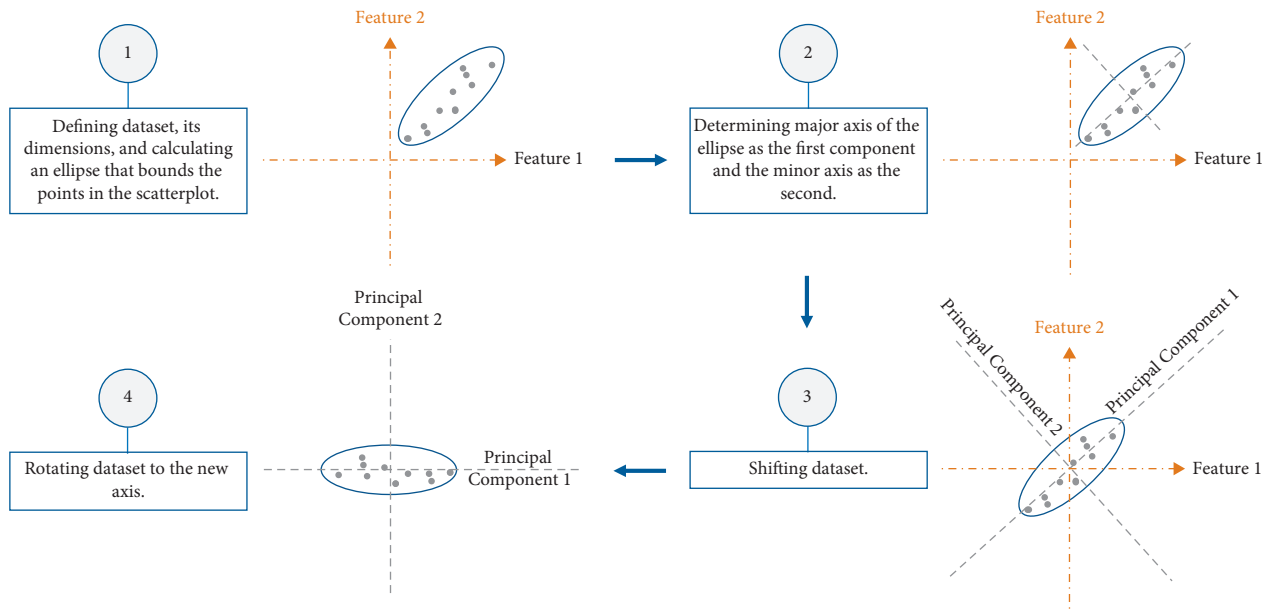 1
Defining dataset, its
dimensions, and calculating
an ellipse that bounds the
points in the scatterplot.
Feature 2
Feature 1
2
Determining major axis of the
ellipse as the first component
and the minor axis as the
second.
Feature 2
Feature 1
3
Shifting dataset.
Feature 2
Feature 1
Principal Component 2
Principal Component 1
4
Rotating dataset to the new
axis.
Principal
Component 2
Principal
Component 1